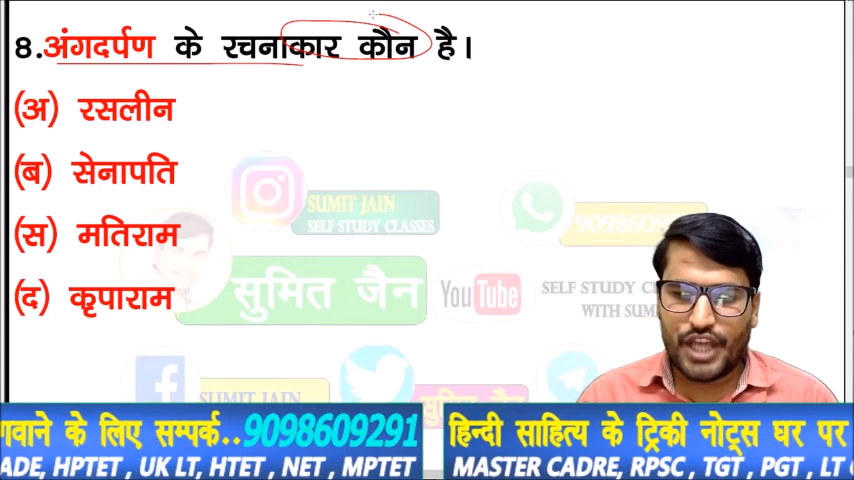 8.अंगदर्पण के रचनाकार कौन है।
(अ) रसलीन
(ब) सेनापति
(स) मतिराम
(द) कृपाराम
SUMIT JAIN
SELF STUDY CLASSES
सुमित जैन
YouTube
SELF STUDY
WITH
SUMIT JAIN
सुमित जैन
गवाने के लिए सम्पर्क..9098609291
हिन्दी साहित्य के ट्रिकी नोट्स घर पर
ADE, HPTET , UK LT, HTET , NET , MPTET
MASTER CADRE, RPSC , TGT , PGT , LT